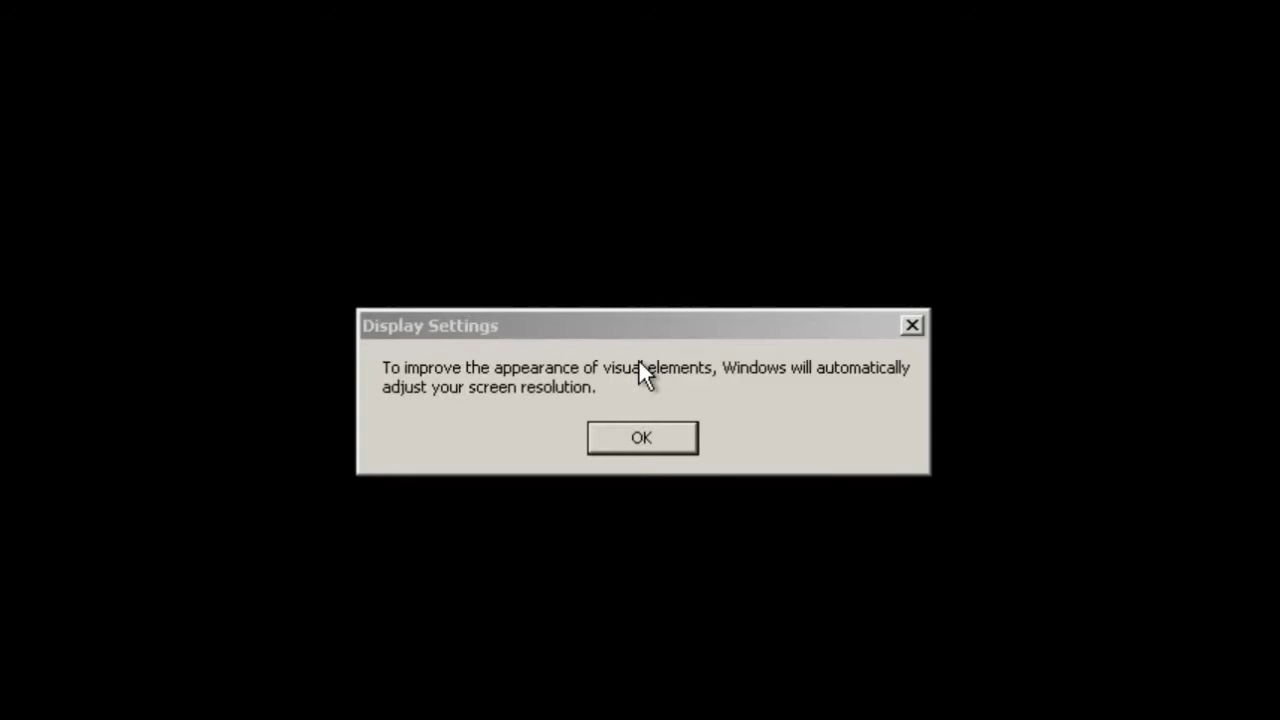 Display Settings
To improve the appearance of visual elements, Windows will automatically
adjust your screen resolution.
OK